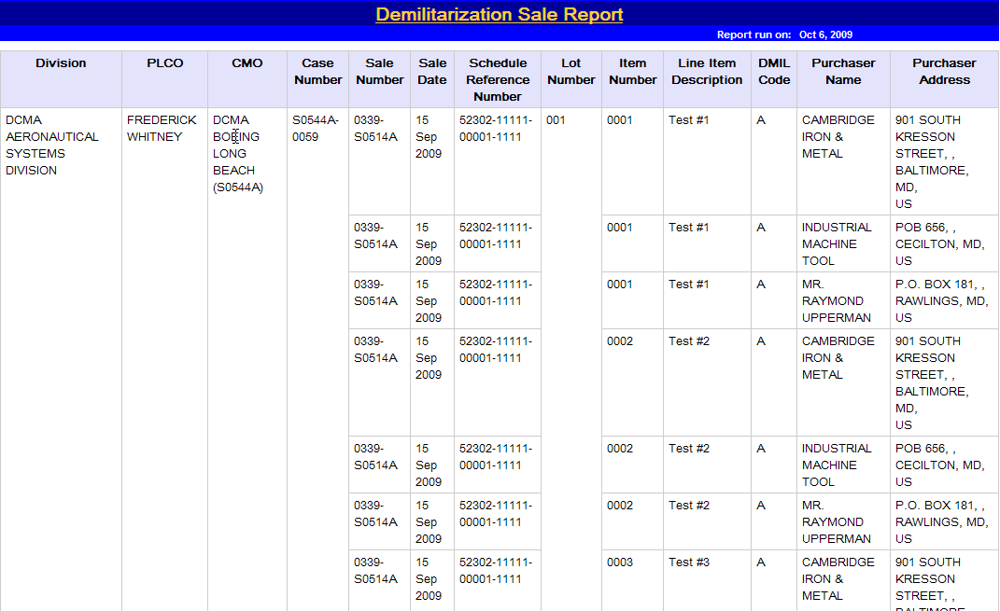 Demilitarization Sale Report
Report run on: Oct 6, 2009
Division PLCO CMO Case Number Sale Number Sale Date Schedule Reference Number Lot Number Item Number Line Item Description DMIL Code Purchaser Name Purchaser Address
DCMA AERONAUTICAL SYSTEMS DIVISION FREDERICK WHITNEY DCMA BOEING LONG BEACH (S0544A) S0544A-0059 0339-S0514A 15 Sep 2009 52302-11111-00001-1111 001 0001 Test #1 A CAMBRIDGE IRON & METAL 901 SOUTH KRESSON STREET, , BALTIMORE, MD, US
0339-S0514A 15 Sep 2009 52302-11111-00001-1111 0001 Test #1 A INDUSTRIAL MACHINE TOOL POB 656, , CECILTON, MD, US
0339-S0514A 15 Sep 2009 52302-11111-00001-1111 0001 Test #1 A MR. RAYMOND UPPERMAN P.O. BOX 181, , RAWLINGS, MD, US
0339-S0514A 15 Sep 2009 52302-11111-00001-1111 0002 Test #2 A CAMBRIDGE IRON & METAL 901 SOUTH KRESSON STREET, , BALTIMORE, MD, US
0339-S0514A 15 Sep 2009 52302-11111-00001-1111 0002 Test #2 A INDUSTRIAL MACHINE TOOL POB 656, , CECILTON, MD, US
0339-S0514A 15 Sep 2009 52302-11111-00001-1111 0002 Test #2 A MR. RAYMOND UPPERMAN P.O. BOX 181, , RAWLINGS, MD, US
0339-S0514A 15 Sep 2009 52302-11111-00001-1111 0003 Test #3 A CAMBRIDGE IRON & METAL 901 SOUTH KRESSON STREET, ,